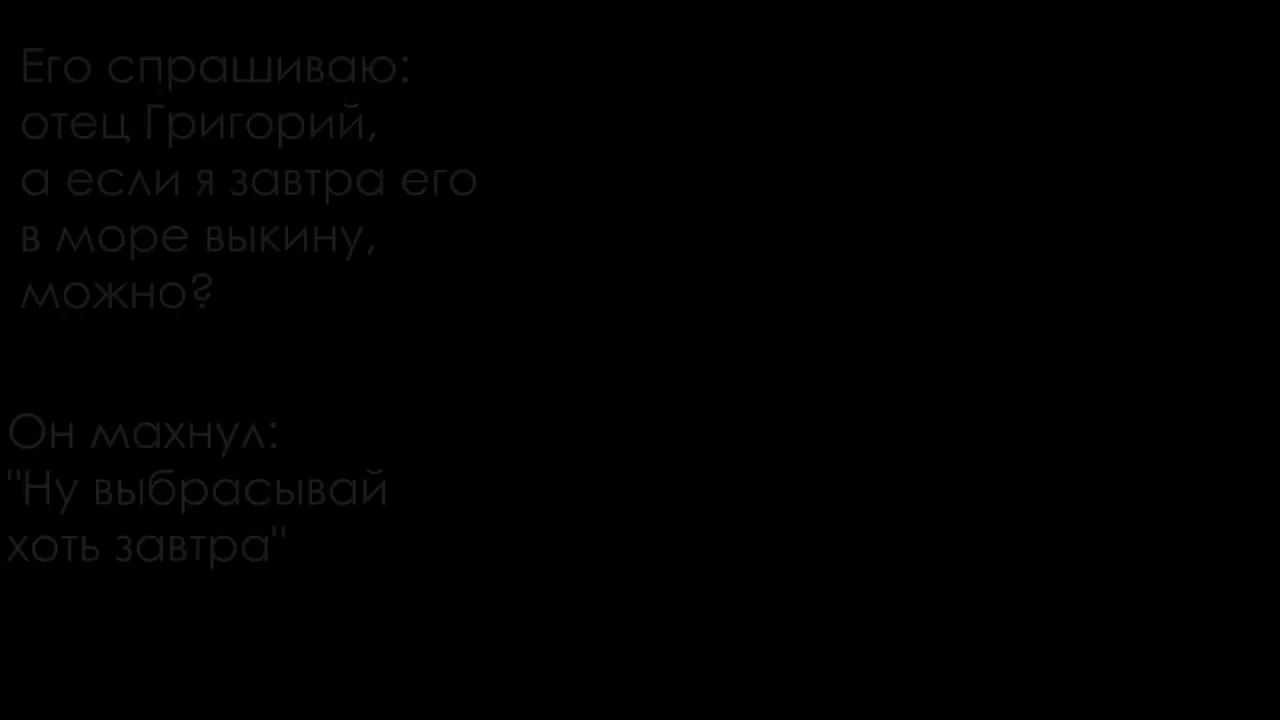 Его спрашиваю:
отец Григорий,
а если я завтра его
в море выкину,
можно?
Он махнул:
"Ну выбрасывай
хоть завтра"